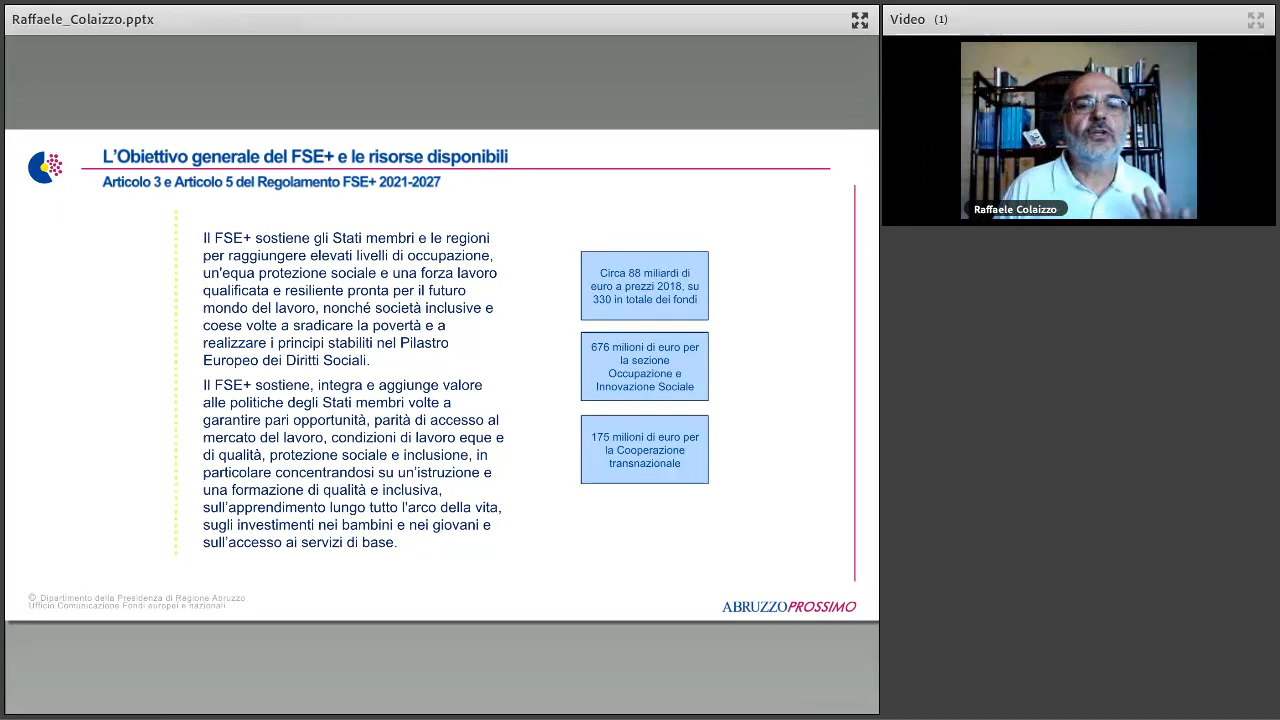 Raffaele_Colaizzo.pptx
Video (1)
L'Obiettivo generale del FSE+ e le risorse disponibili
Articolo 3 e Articolo 5 del Regolamento FSE+ 2021-2027
Il FSE+ sostiene gli Stati membri e le regioni
per raggiungere elevati livelli di occupazione,
un'equa protezione sociale e una forza lavoro
qualificata e resiliente pronta per il futuro
mondo del lavoro, nonché società inclusive e
coese volte a sradicare la povertà e a
realizzare i principi stabiliti nel Pilastro
Europeo dei Diritti Sociali.
Il FSE+ sostiene, integra e aggiunge valore
alle politiche degli Stati membri volte a
garantire pari opportunità, parità di accesso al
mercato del lavoro, condizioni di lavoro eque e
di qualità, protezione sociale e inclusione, in
particolare concentrandosi su un'istruzione e
una formazione di qualità e inclusiva,
sull'apprendimento lungo tutto l'arco della vita,
sugli investimenti nei bambini e nei giovani e
sull'accesso ai servizi di base.
Circa 88 miliardi di
euro a prezzi 2018, su
330 in totale dei fondi
676 milioni di euro per
la sezione
Occupazione e
Innovazione Sociale
175 milioni di euro per
la Cooperazione
transnazionale
© Dipartimento della Presidenza di Regione Abruzzo
Ufficio Comunicazione Fondi europei e nazionali
ABRUZZOPROSSIMO
Raffaele Colaizzo